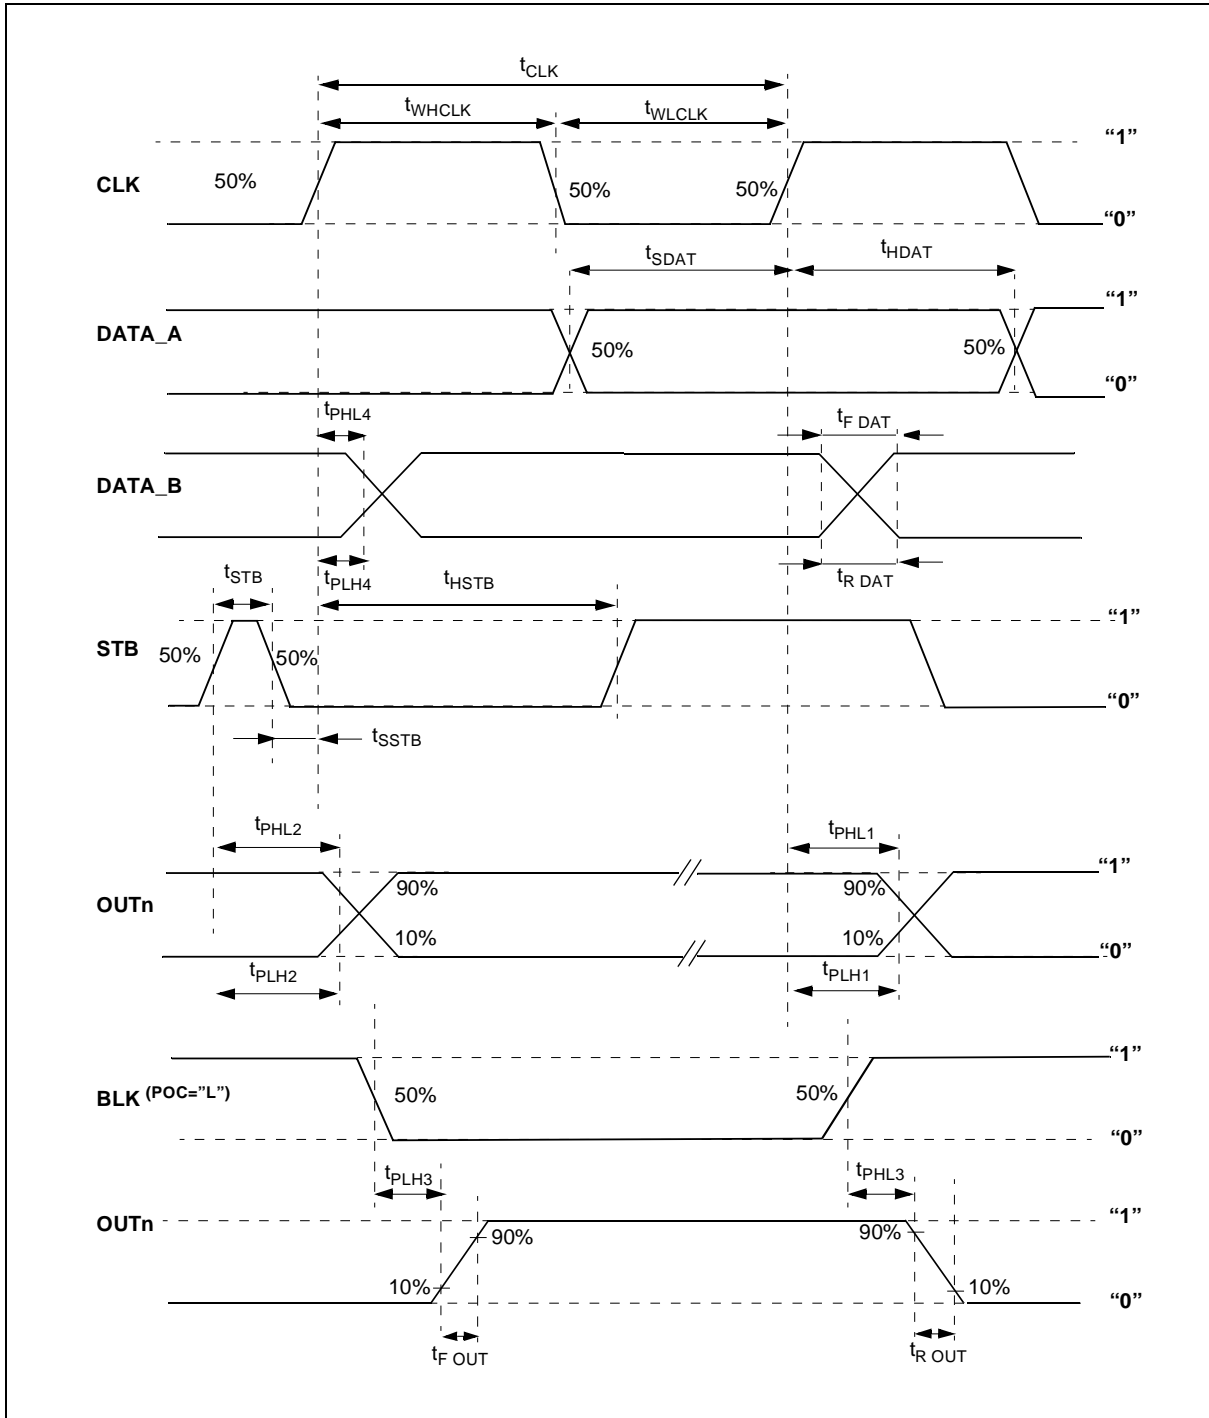 tCLK
tWHCLK
tWLCLK
“1”
CLK
50%
50%
50%
“0”
tSDAT
tHDAT
“1”
DATA_A
50%
50%
“0”
tPHL4
tF DAT
DATA_B
tSTB
tPLH4
tHSTB
tR DAT
“1”
STB
50%
50%
“0”
tSSTB
tPHL2
tPHL1
“1”
90%
90%
OUTn
10%
10%
“0”
tPLH2
tPLH1
“1”
BLK (POC=”L”)
50%
50%
“0”
tPLH3
tPHL3
OUTn
“1”
90%
90%
10%
10%
“0”
tF OUT
tR OUT